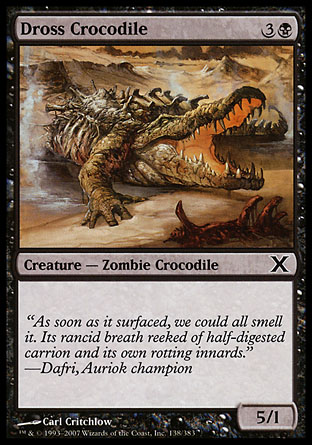 Dross Crocodile 3
Creature — Zombie Crocodile X
“As soon as it surfaced, we could all smell
it. Its rancid breath reeked of half-digested
carrion and its own rotting innards.”
—Dafri, Auriok champion
Carl Critchlow
™ & © 1993–2007 Wizards of the Coast, Inc. 138/383
5/1